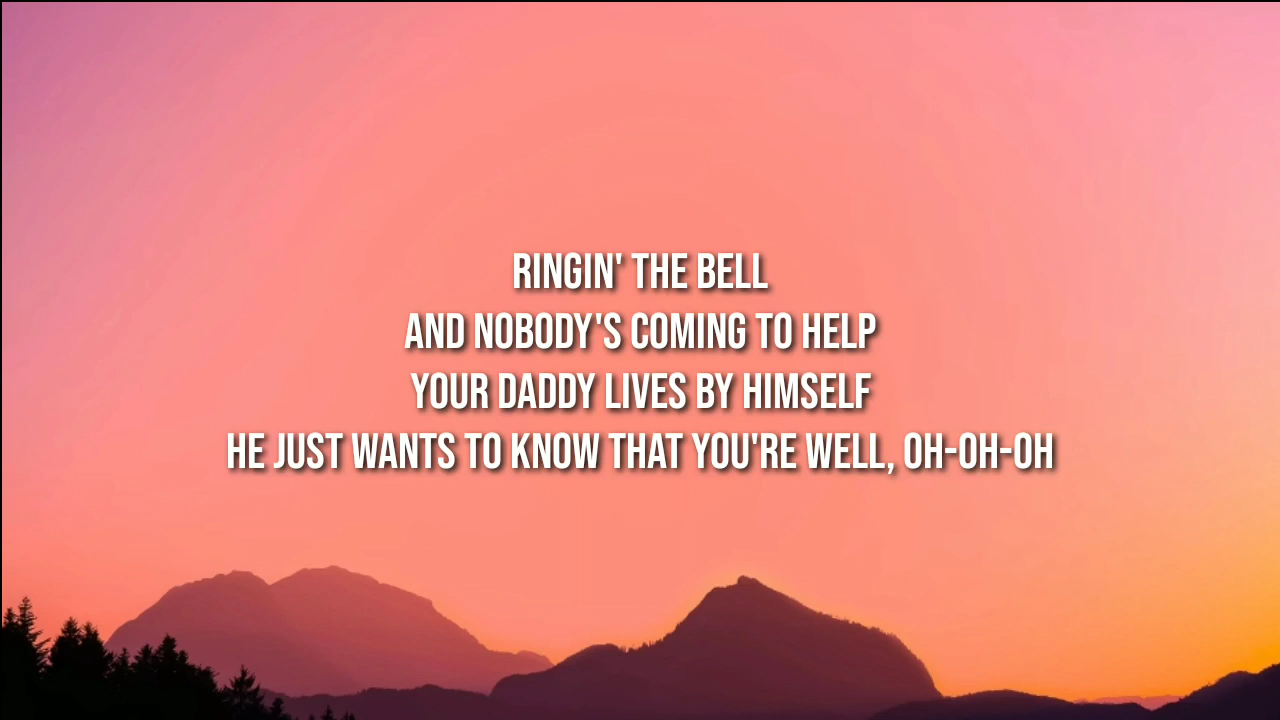 RINGIN' THE BELL
AND NOBODY'S COMING TO HELP
YOUR DADDY LIVES BY HIMSELF
HE JUST WANTS TO KNOW THAT YOU'RE WELL, OH-OH-OH